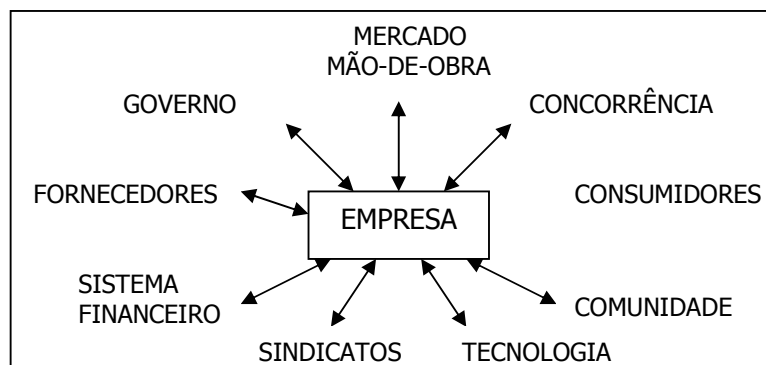 MERCADO
MÃO-DE-OBRA
GOVERNO
CONCORRÊNCIA
FORNECEDORES
CONSUMIDORES
EMPRESA
SISTEMA
FINANCEIRO
COMUNIDADE
SINDICATOS
TECNOLOGIA